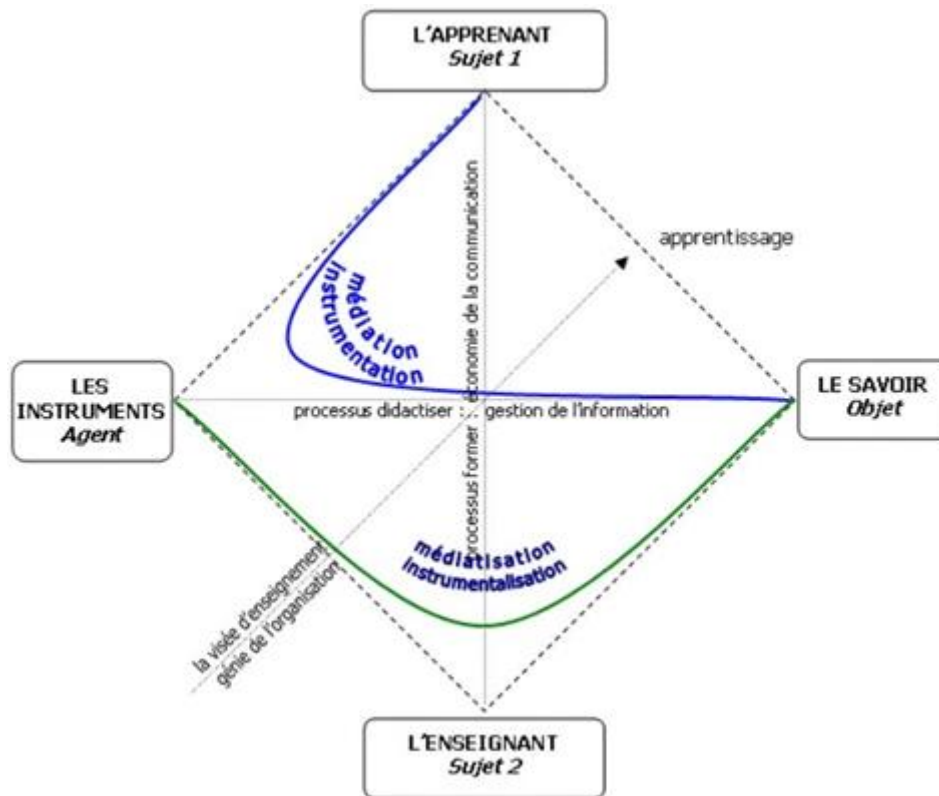 L'APPRENANT
Sujet 1
processus former : économie de la communication
apprentissage
médiation
instrumentation
LES
INSTRUMENTS
Agent
processus didactiser : .. gestion de l'information
LE SAVOIR
Objet
médiatisation
instrumentalisation
la visée d'enseignement
génie de l'organisation
L'ENSEIGNANT
Sujet 2